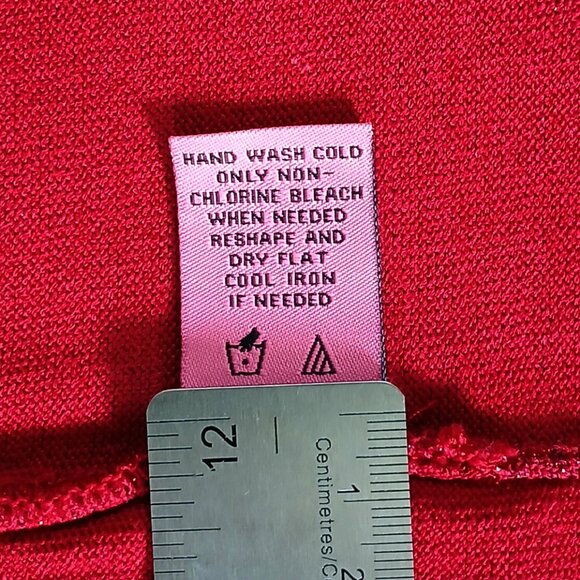 HAND WASH COLD
ONLY NON-
CHLORINE BLEACH
WHEN NEEDED
RESHAPE AND
DRY FLAT
COOL IRON
IF NEEDED
12
Centimetres/C
1
2